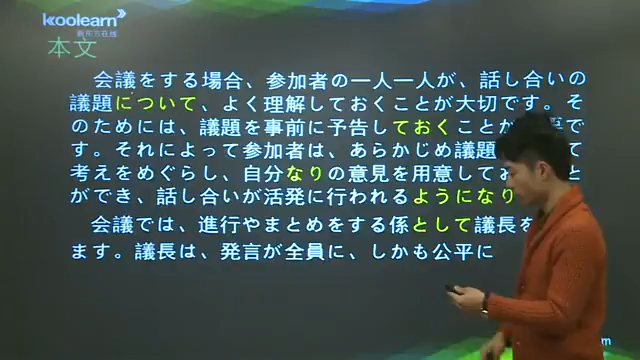 koolearn
新东方在线
本文
会議をする場合、参加者の一人一人が、話し合いの
議題について、よく理解しておくことが大切です。そ
のためには、議題を事前に予告しておくことが で
す。それによって参加者は、あらかじめ議題 て
考えをめぐらし、自分なりの意見を用意してみ と
ができ、話し合いが活発に行われるようになり
会議では、進行やまとめをする係として議長を
ます。議長は、発言が全員に、しかも公平に
m